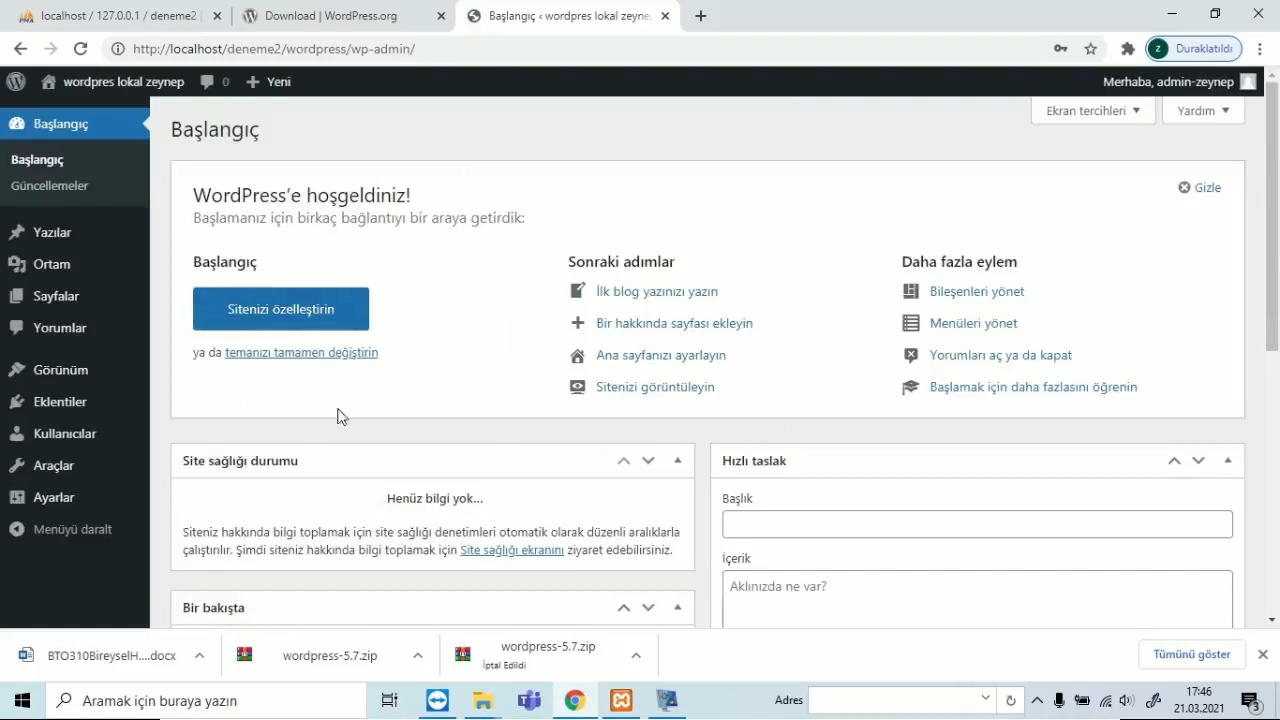 localhost / 127.0.0.1 / deneme2
Download | WordPress.org
Başlangıç ‹ wordpres lokal zeyne
http://localhost/deneme2/wordpress/wp-admin/
z
Duraklatıldı
wordpres lokal zeynep
0
Yeni
Merhaba, admin-zeynep
Başlangıç
Başlangıç
Güncellemeler
Yazılar
Ortam
Sayfalar
Yorumlar
Görünüm
Eklentiler
Kullanıcılar
Araçlar
Ayarlar
Menüyü daralt
Başlangıç
Ekran tercihleri
Yardım
WordPress'e hoşgeldiniz!
Gizle
Başlamanız için birkaç bağlantıyı bir araya getirdik:
Başlangıç
Sitenizi özelleştirin
ya da temanızı tamamen değiştirin
Sonraki adımlar
İlk blog yazınızı yazın
Bir hakkında sayfası ekleyin
Ana sayfanızı ayarlayın
Sitenizi görüntüleyin
Daha fazla eylem
Bileşenleri yönet
Menüleri yönet
Yorumları aç ya da kapat
Başlamak için daha fazlasını öğrenin
Site sağlığı durumu
Henüz bilgi yok...
Siteniz hakkında bilgi toplamak için site sağlığı denetimleri otomatik olarak düzenli aralıklarla
çalıştırılır. Şimdi siteniz hakkında bilgi toplamak için Site sağlığı ekranını ziyaret edebilirsiniz.
Bir bakışta
Hızlı taslak
Başlık
İçerik
Aklınızda ne var?
BTO310BireyselH....docx
wordpress-5.7.zip
wordpress-5.7.zip
İptal Edildi
Tümünü göster
Aramak için buraya yazın
Adres
17:46
21.03.2021
3